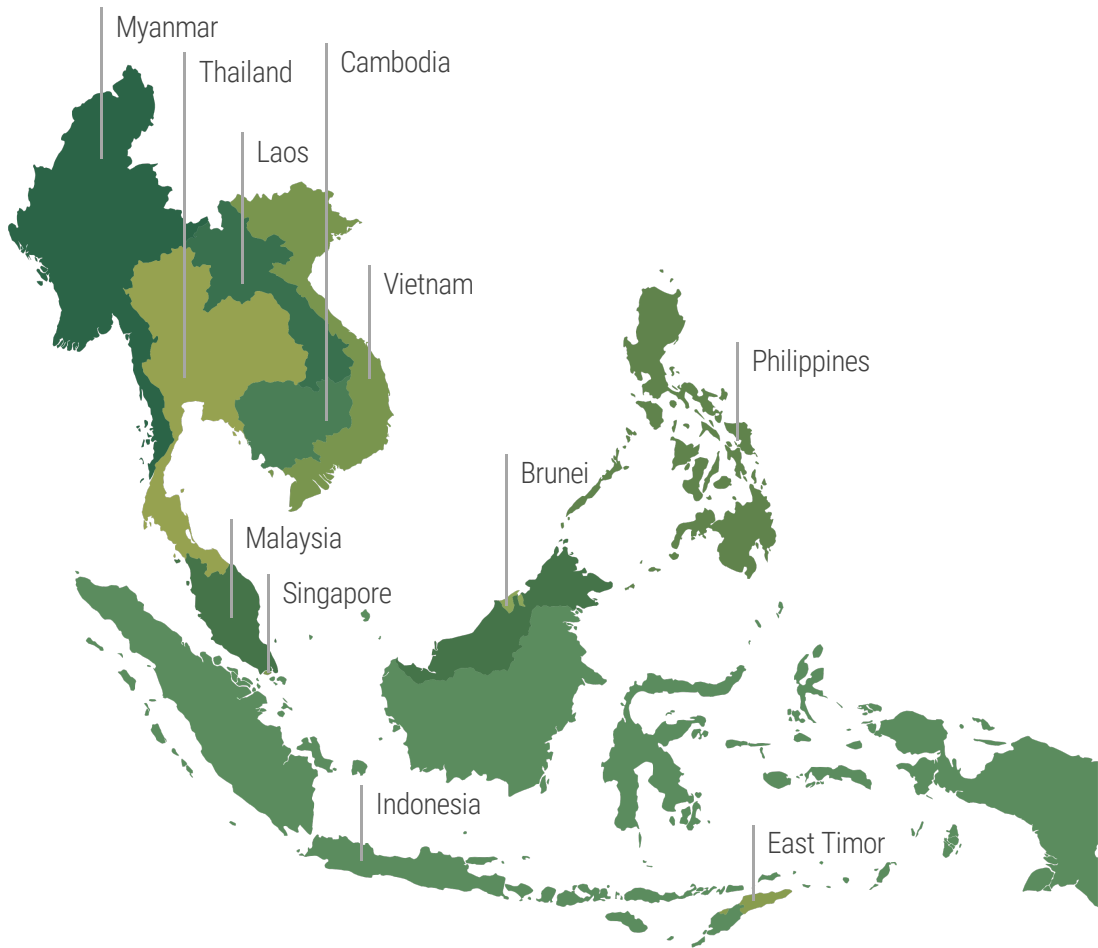 Myanmar
Thailand
Cambodia
Laos
Vietnam
Philippines
Brunei
Malaysia
Singapore
Indonesia
East Timor